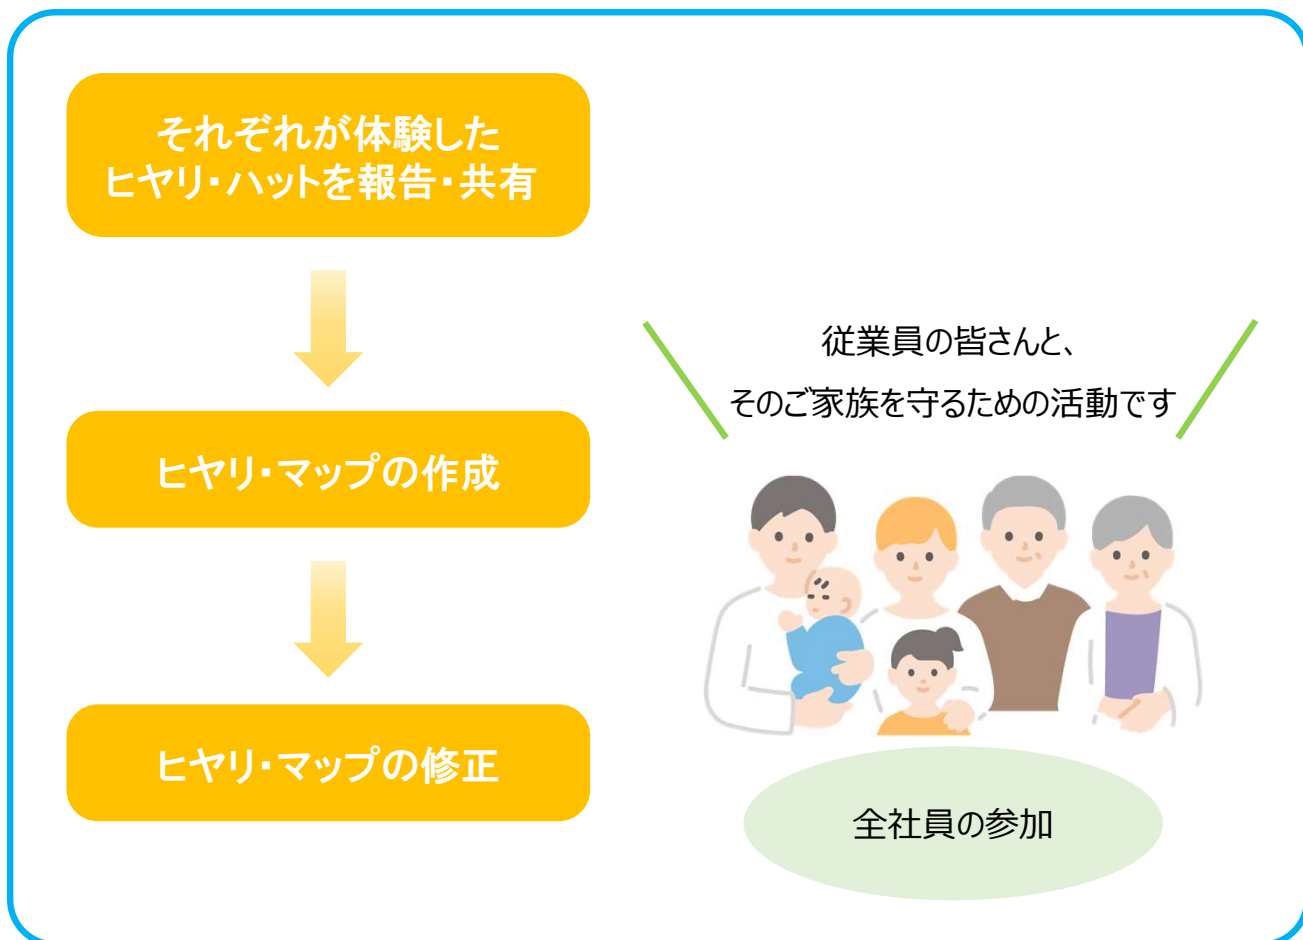 それぞれが体験した
ヒヤリ・ハットを報告・共有
ヒヤリ・マップの作成
ヒヤリ・マップの修正
従業員の皆さんと、
そのご家族を守るための活動です
全社員の参加